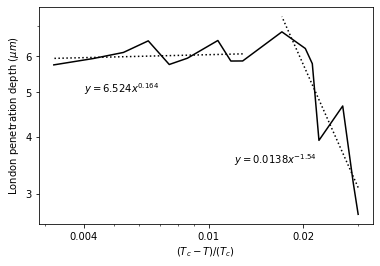 London penetration depth (μm)
6
5
4
3
y = 6.524x^0.164
y = 0.0138x^−1.54
0.004
0.01
0.02
(T_c − T)/(T_c)